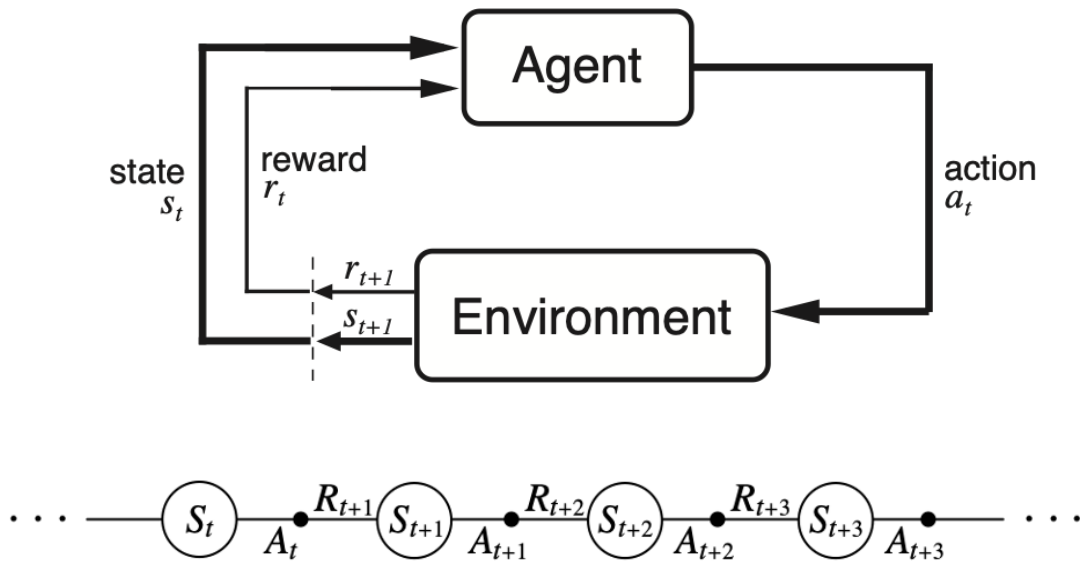 Agent
state
s_t
reward
r_t
action
a_t
r_{t+1}
s_{t+1}
Environment
· · · S_t A_t R_{t+1} S_{t+1} A_{t+1} R_{t+2} S_{t+2} A_{t+2} R_{t+3} S_{t+3} A_{t+3} · · ·